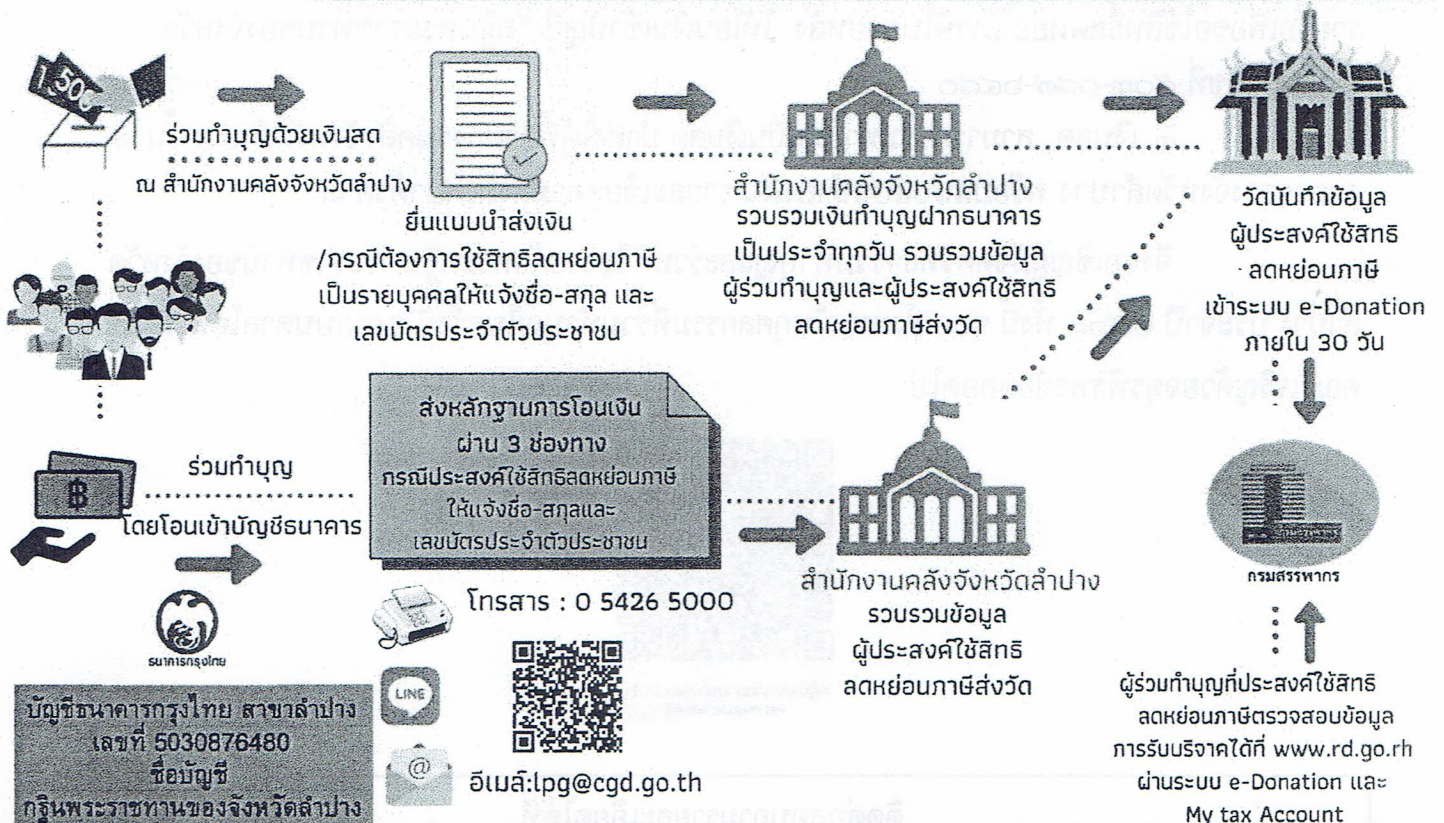 1,500
ร่วมทำบุญด้วยเงินสด
ณ สำนักงานคลังจังหวัดลำปาง
ยื่นแบบนำส่งเงิน
/กรณีต้องการใช้สิทธิลดหย่อนภาษี
เป็นรายบุคคลให้แจ้งชื่อ-สกุล และ
เลขบัตรประจำตัวประชาชน
สำนักงานคลังจังหวัดลำปาง
รวบรวมเงินทำบุญฝากธนาคาร
เป็นประจำทุกวัน รวบรวมข้อมูล
ผู้ร่วมทำบุญและผู้ประสงค์ใช้สิทธิ
ลดหย่อนภาษีส่งวัด
วัดบันทึกข้อมูล
ผู้ประสงค์ใช้สิทธิ
ลดหย่อนภาษี
เข้าระบบ e-Donation
ภายใน 30 วัน
ร่วมทำบุญ
โดยโอนเข้าบัญชีธนาคาร
฿
ธนาคารกรุงไทย
บัญชีธนาคารกรุงไทย สาขาลำปาง
เลขที่ 5030876480
ชื่อบัญชี
กฐินพระราชทานของจังหวัดลำปาง
ส่งหลักฐานการโอนเงิน
ผ่าน 3 ช่องทาง
กรณีประสงค์ใช้สิทธิลดหย่อนภาษี
ให้แจ้งชื่อ-สกุลและ
เลขบัตรประจำตัวประชาชน
โทรสาร : 0 5426 5000
LINE
@
อีเมล์:lpg@cgd.go.th
สำนักงานคลังจังหวัดลำปาง
รวบรวมข้อมูล
ผู้ประสงค์ใช้สิทธิ
ลดหย่อนภาษีส่งวัด
กรมสรรพากร
ผู้ร่วมทำบุญที่ประสงค์ใช้สิทธิ
ลดหย่อนภาษีตรวจสอบข้อมูล
การรับบริจาคได้ที่ www.rd.go.rh
ผ่านระบบ e-Donation และ
My tax Account